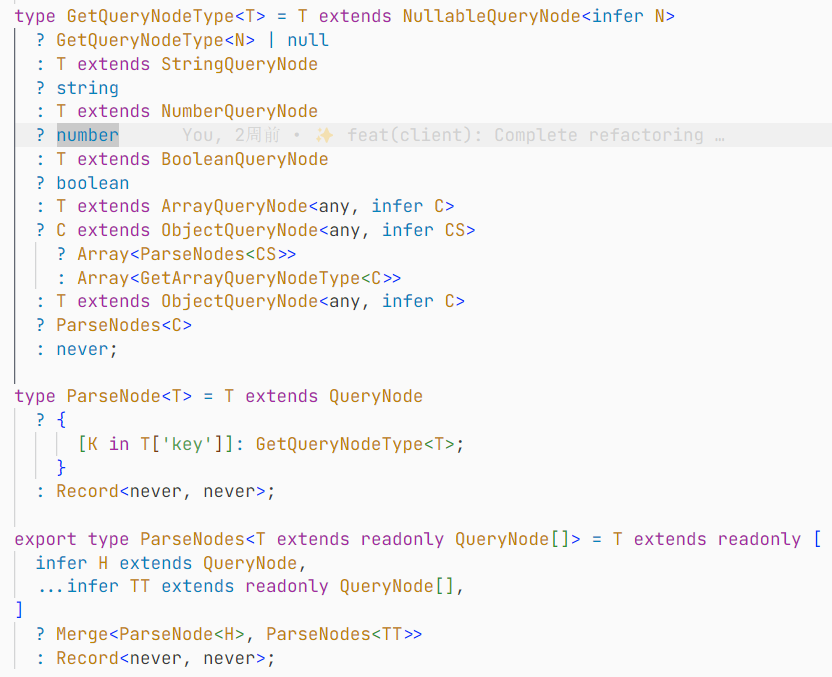 type GetQueryNodeType<T> = T extends NullableQueryNode<infer N>
  ? GetQueryNodeType<N> | null
  : T extends StringQueryNode
  ? string
  : T extends NumberQueryNode
  ? number      You, 2周前 • ✨ feat(client): Complete refactoring …
  : T extends BooleanQueryNode
  ? boolean
  : T extends ArrayQueryNode<any, infer C>
  ? C extends ObjectQueryNode<any, infer CS>
    ? Array<ParseNodes<CS>>
    : Array<GetArrayQueryNodeType<C>>
  : T extends ObjectQueryNode<any, infer C>
  ? ParseNodes<C>
  : never;

type ParseNode<T> = T extends QueryNode
  ? {
      [K in T['key']]: GetQueryNodeType<T>;
    }
  : Record<never, never>;

export type ParseNodes<T extends readonly QueryNode[]> = T extends readonly [
  infer H extends QueryNode,
  ...infer TT extends readonly QueryNode[],
]
  ? Merge<ParseNode<H>, ParseNodes<TT>>
  : Record<never, never>;